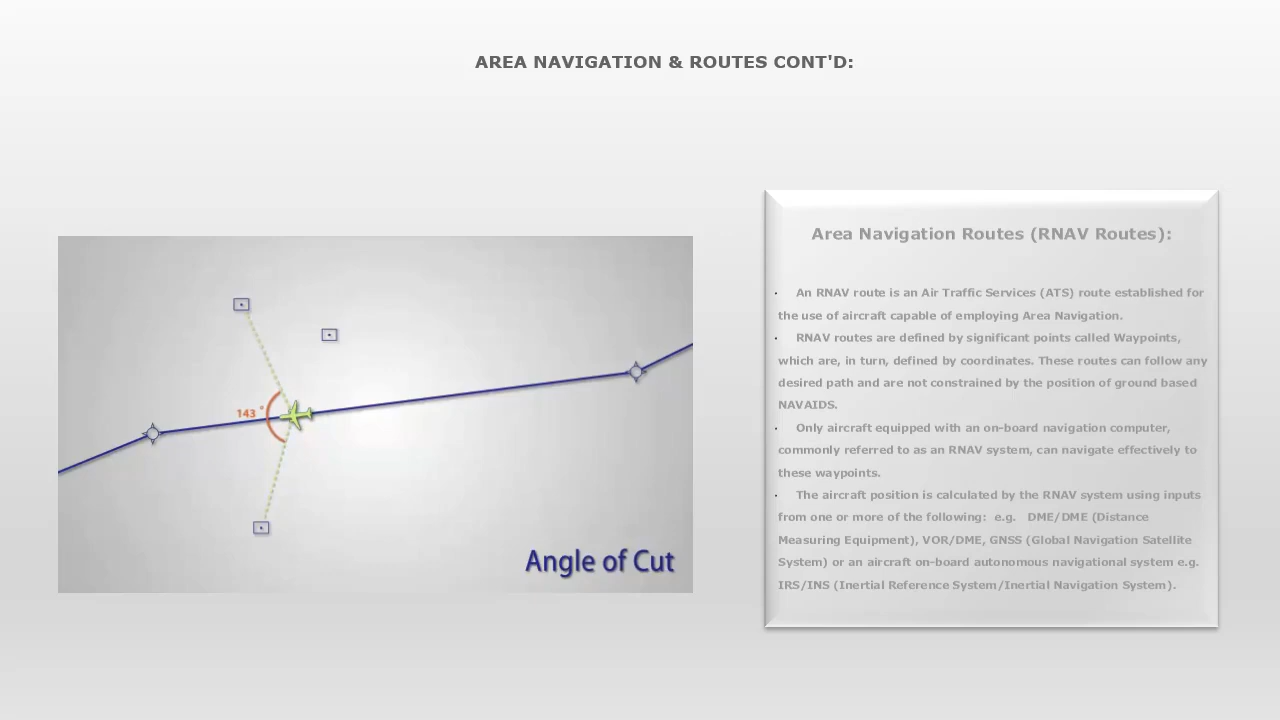 AREA NAVIGATION & ROUTES CONT'D:
143 °
Angle of Cut
Area Navigation Routes (RNAV Routes):
· An RNAV route is an Air Traffic Services (ATS) route established for
the use of aircraft capable of employing Area Navigation.
· RNAV routes are defined by significant points called Waypoints,
which are, in turn, defined by coordinates. These routes can follow any
desired path and are not constrained by the position of ground based
NAVAIDS.
· Only aircraft equipped with an on-board navigation computer,
commonly referred to as an RNAV system, can navigate effectively to
these waypoints.
· The aircraft position is calculated by the RNAV system using inputs
from one or more of the following: e.g. DME/DME (Distance
Measuring Equipment), VOR/DME, GNSS (Global Navigation Satellite
System) or an aircraft on-board autonomous navigational system e.g.
IRS/INS (Inertial Reference System/Inertial Navigation System).